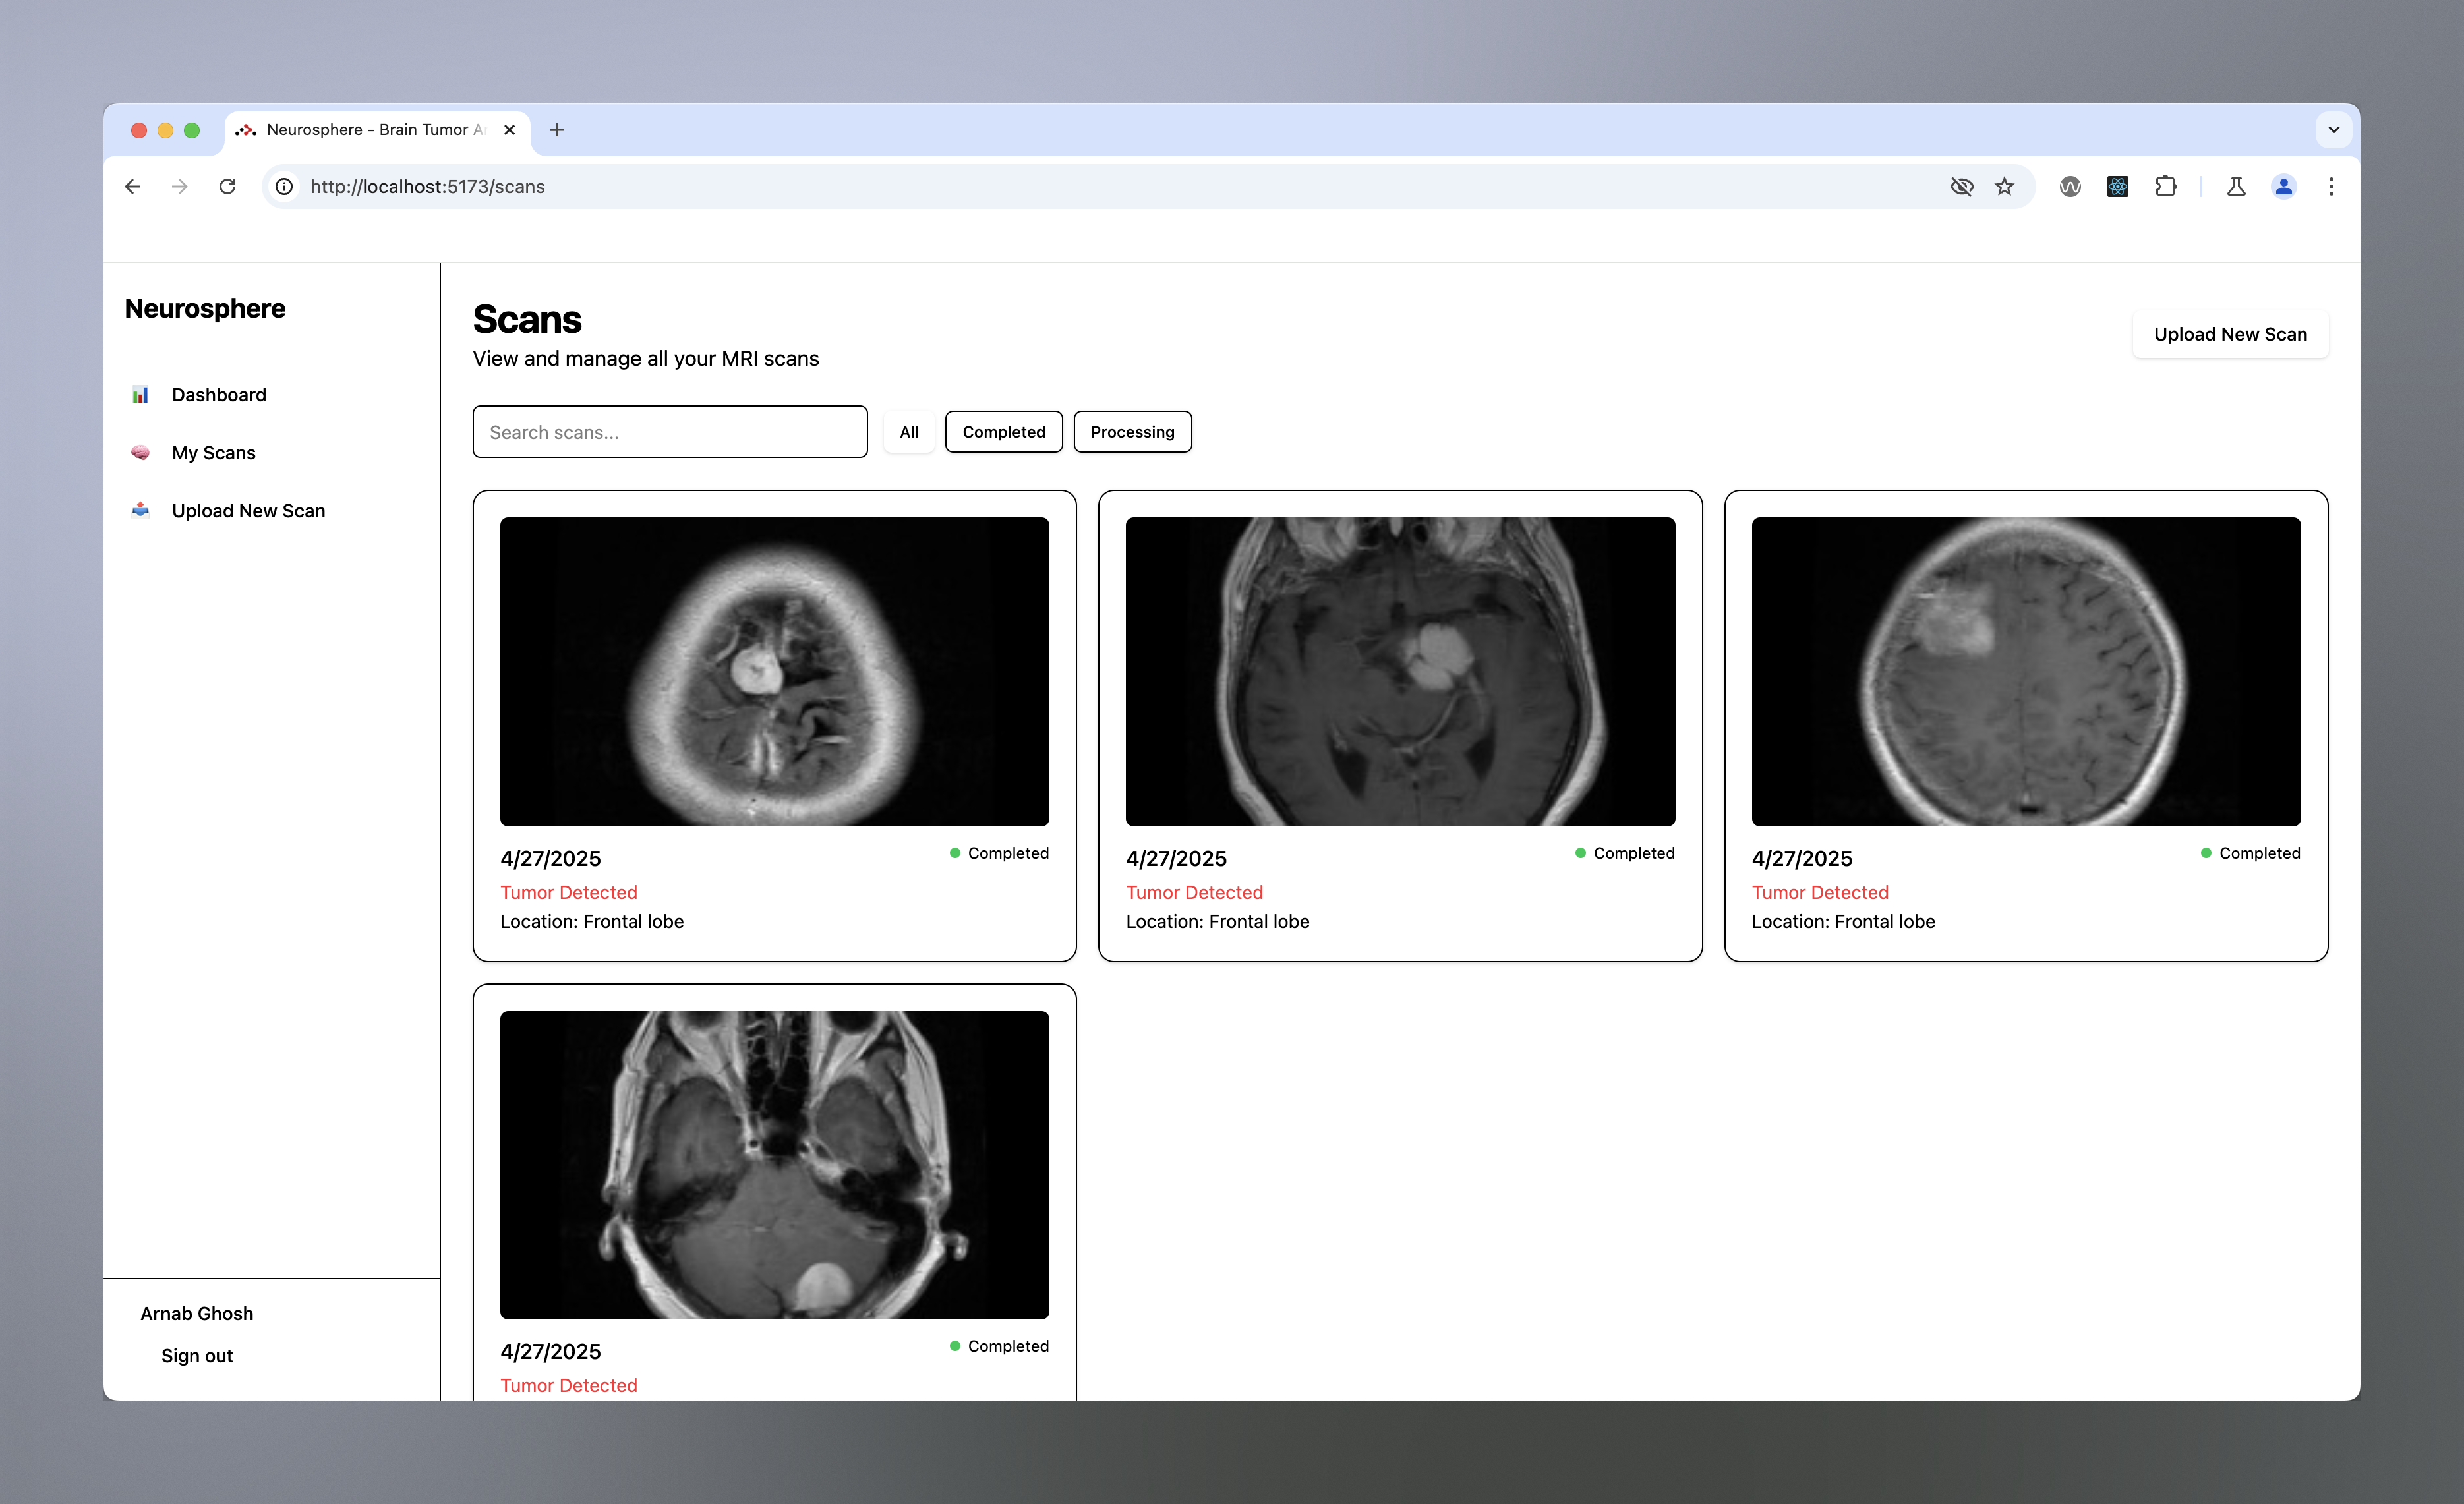 Neurosphere - Brain Tumor A
http://localhost:5173/scans
Neurosphere
Dashboard
My Scans
Upload New Scan
Arnab Ghosh
Sign out
Scans
View and manage all your MRI scans
Upload New Scan
Search scans...
All
Completed
Processing
4/27/2025
Completed
Tumor Detected
Location: Frontal lobe
4/27/2025
Completed
Tumor Detected
Location: Frontal lobe
4/27/2025
Completed
Tumor Detected
Location: Frontal lobe
4/27/2025
Completed
Tumor Detected